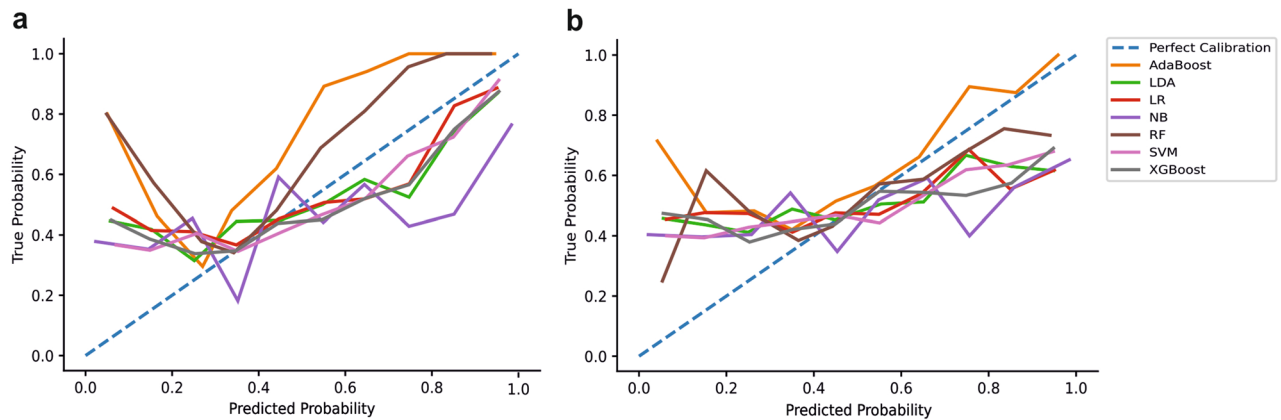 a
True Probability
1.0
0.8
0.6
0.4
0.2
0.0
0.0 0.2 0.4 0.6 0.8 1.0
Predicted Probability
b
True Probability
1.0
0.8
0.6
0.4
0.2
0.0
0.0 0.2 0.4 0.6 0.8 1.0
Predicted Probability
Perfect Calibration
AdaBoost
LDA
LR
NB
RF
SVM
XGBoost